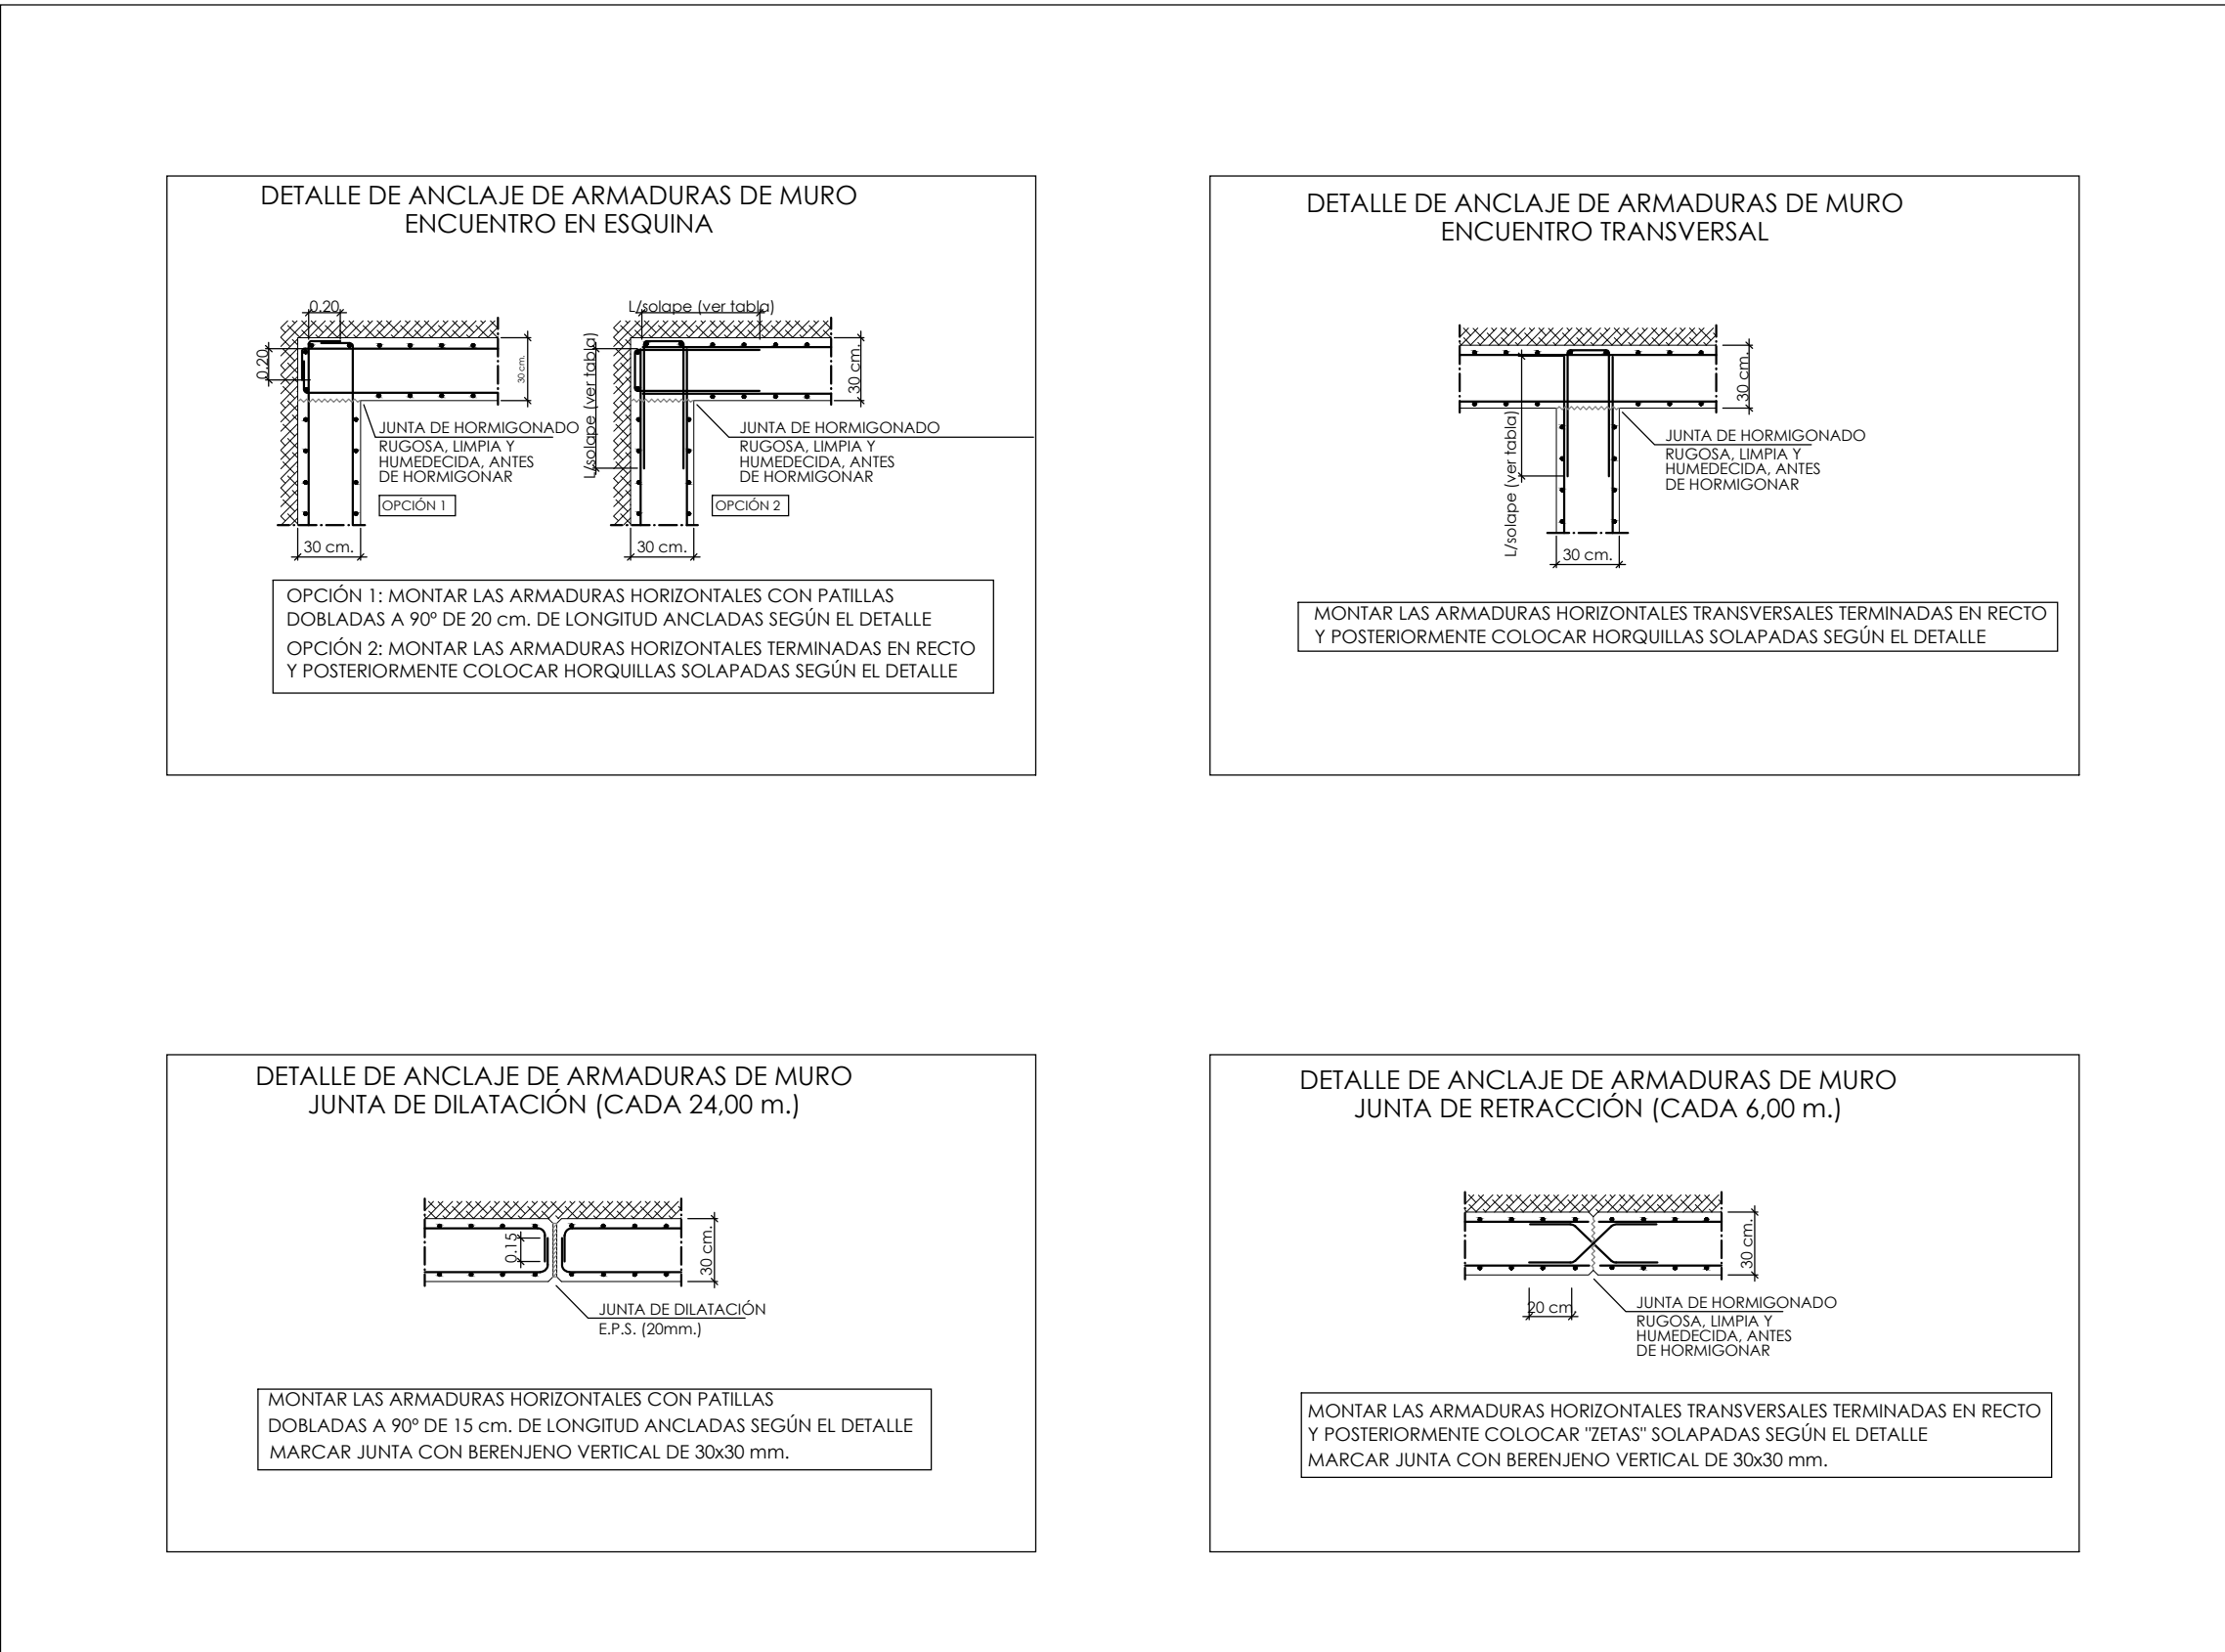 DETALLE DE ANCLAJE DE ARMADURAS DE MURO
ENCUENTRO EN ESQUINA
0.20
0.20
30 cm.
JUNTA DE HORMIGONADO
RUGOSA, LIMPIA Y
HUMEDECIDA, ANTES
DE HORMIGONAR
OPCIÓN 1
30 cm.
L/solape (ver tabla)
L/solape (ver tabla)
30 cm.
JUNTA DE HORMIGONADO
RUGOSA, LIMPIA Y
HUMEDECIDA, ANTES
DE HORMIGONAR
OPCIÓN 2
30 cm.
OPCIÓN 1: MONTAR LAS ARMADURAS HORIZONTALES CON PATILLAS
DOBLADAS A 90º DE 20 cm. DE LONGITUD ANCLADAS SEGÚN EL DETALLE
OPCIÓN 2: MONTAR LAS ARMADURAS HORIZONTALES TERMINADAS EN RECTO
Y POSTERIORMENTE COLOCAR HORQUILLAS SOLAPADAS SEGÚN EL DETALLE
DETALLE DE ANCLAJE DE ARMADURAS DE MURO
ENCUENTRO TRANSVERSAL
30 cm.
L/solape (ver tabla)
JUNTA DE HORMIGONADO
RUGOSA, LIMPIA Y
HUMEDECIDA, ANTES
DE HORMIGONAR
30 cm.
MONTAR LAS ARMADURAS HORIZONTALES TRANSVERSALES TERMINADAS EN RECTO
Y POSTERIORMENTE COLOCAR HORQUILLAS SOLAPADAS SEGÚN EL DETALLE
DETALLE DE ANCLAJE DE ARMADURAS DE MURO
JUNTA DE DILATACIÓN (CADA 24,00 m.)
0.15
30 cm.
JUNTA DE DILATACIÓN
E.P.S. (20mm.)
MONTAR LAS ARMADURAS HORIZONTALES CON PATILLAS
DOBLADAS A 90º DE 15 cm. DE LONGITUD ANCLADAS SEGÚN EL DETALLE
MARCAR JUNTA CON BERENJENO VERTICAL DE 30x30 mm.
DETALLE DE ANCLAJE DE ARMADURAS DE MURO
JUNTA DE RETRACCIÓN (CADA 6,00 m.)
30 cm.
20 cm.
JUNTA DE HORMIGONADO
RUGOSA, LIMPIA Y
HUMEDECIDA, ANTES
DE HORMIGONAR
MONTAR LAS ARMADURAS HORIZONTALES TRANSVERSALES TERMINADAS EN RECTO
Y POSTERIORMENTE COLOCAR "ZETAS" SOLAPADAS SEGÚN EL DETALLE
MARCAR JUNTA CON BERENJENO VERTICAL DE 30x30 mm.